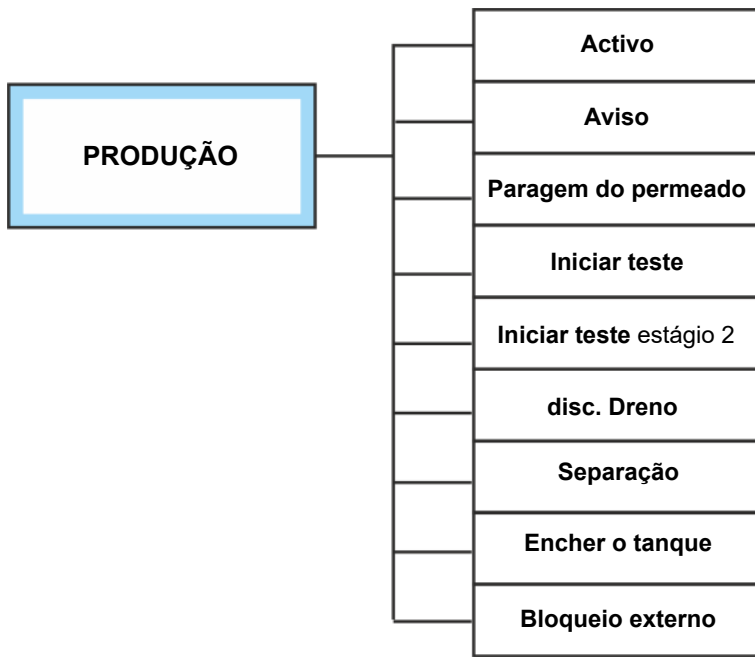 PRODUÇÃO
Activo
Aviso
Paragem do permeado
Iniciar teste
Iniciar teste estágio 2
disc. Dreno
Separação
Encher o tanque
Bloqueio externo